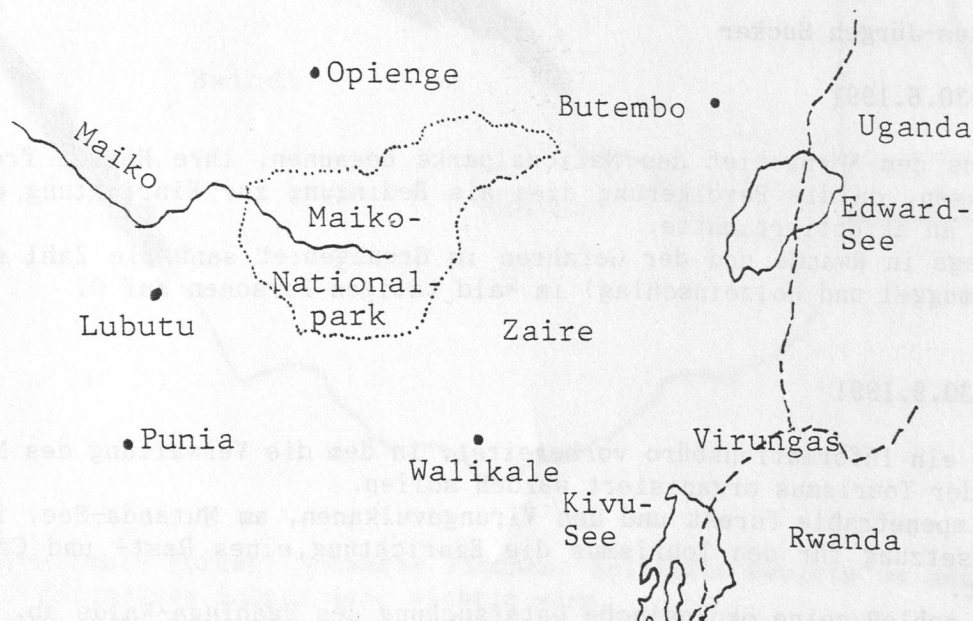 Opienge
Butembo
Uganda
Maiko
Edward-
See
Maiko-
National-
park
Lubutu
Zaire
Punia
Walikale
Virungas
Kivu-
See
Rwanda